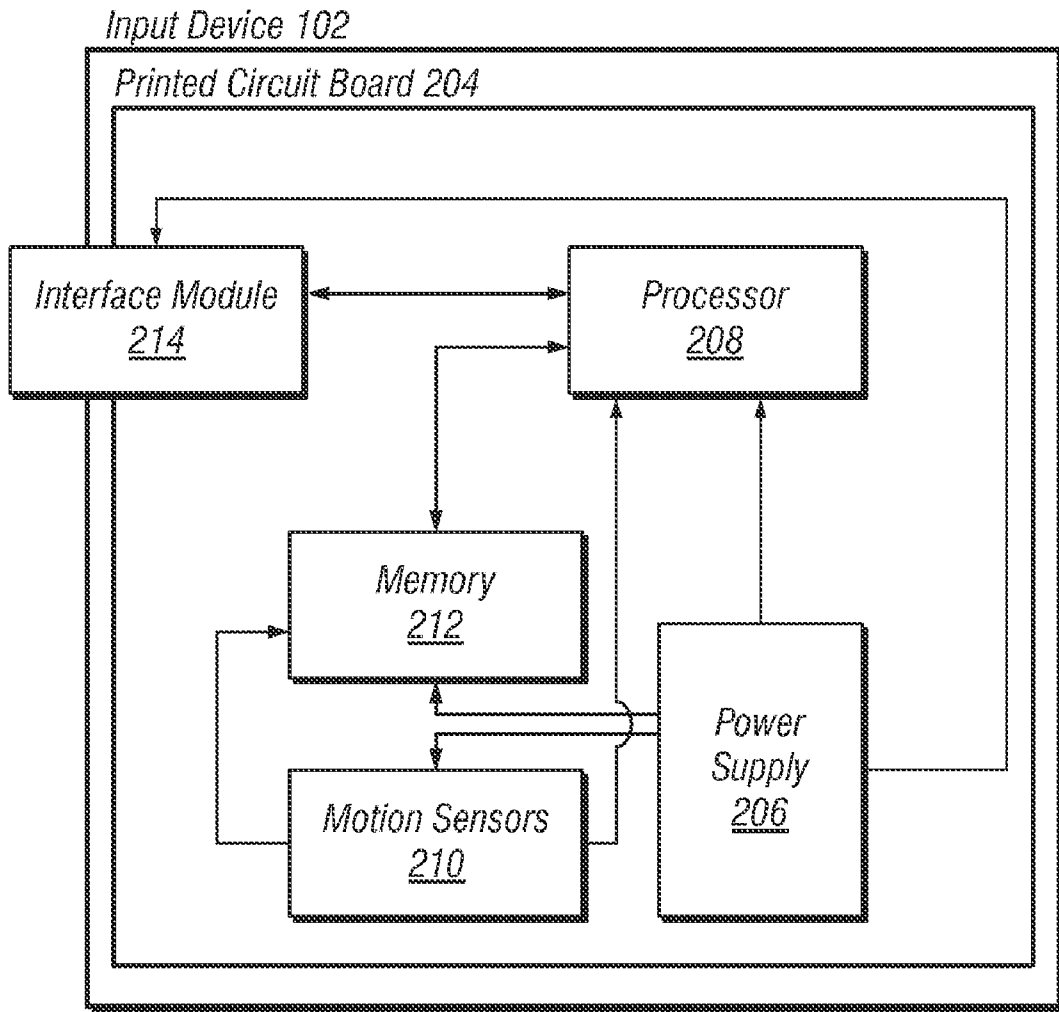 Input Device 102
Printed Circuit Board 204
Interface Module
214
Processor
208
Memory
212
Power
Supply
206
Motion Sensors
210